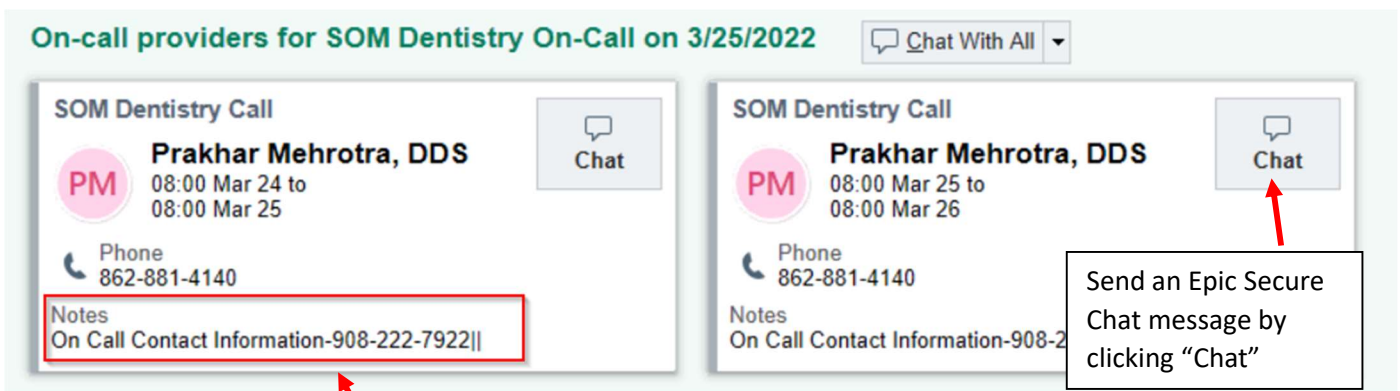 On-call providers for SOM Dentistry On-Call on 3/25/2022
Chat With All
SOM Dentistry Call
Chat
PM
Prakhar Mehrotra, DDS
08:00 Mar 24 to
08:00 Mar 25
Phone
862-881-4140
Notes
On Call Contact Information-908-222-7922||
SOM Dentistry Call
Chat
PM
Prakhar Mehrotra, DDS
08:00 Mar 25 to
08:00 Mar 26
Phone
862-881-4140
Notes
On Call Contact Information-908-2
Send an Epic Secure
Chat message by
clicking “Chat”